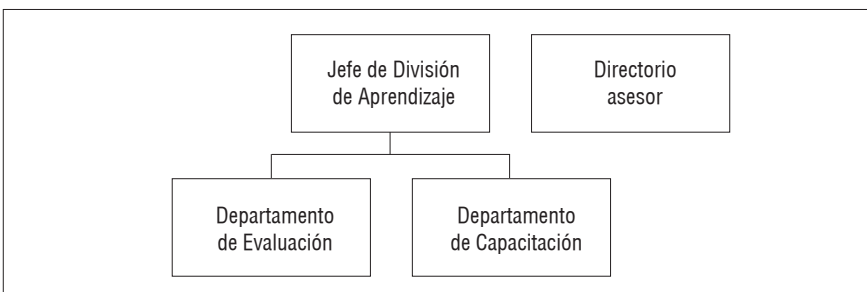 Jefe de División
de Aprendizaje
Directorio
asesor
Departamento
de Evaluación
Departamento
de Capacitación